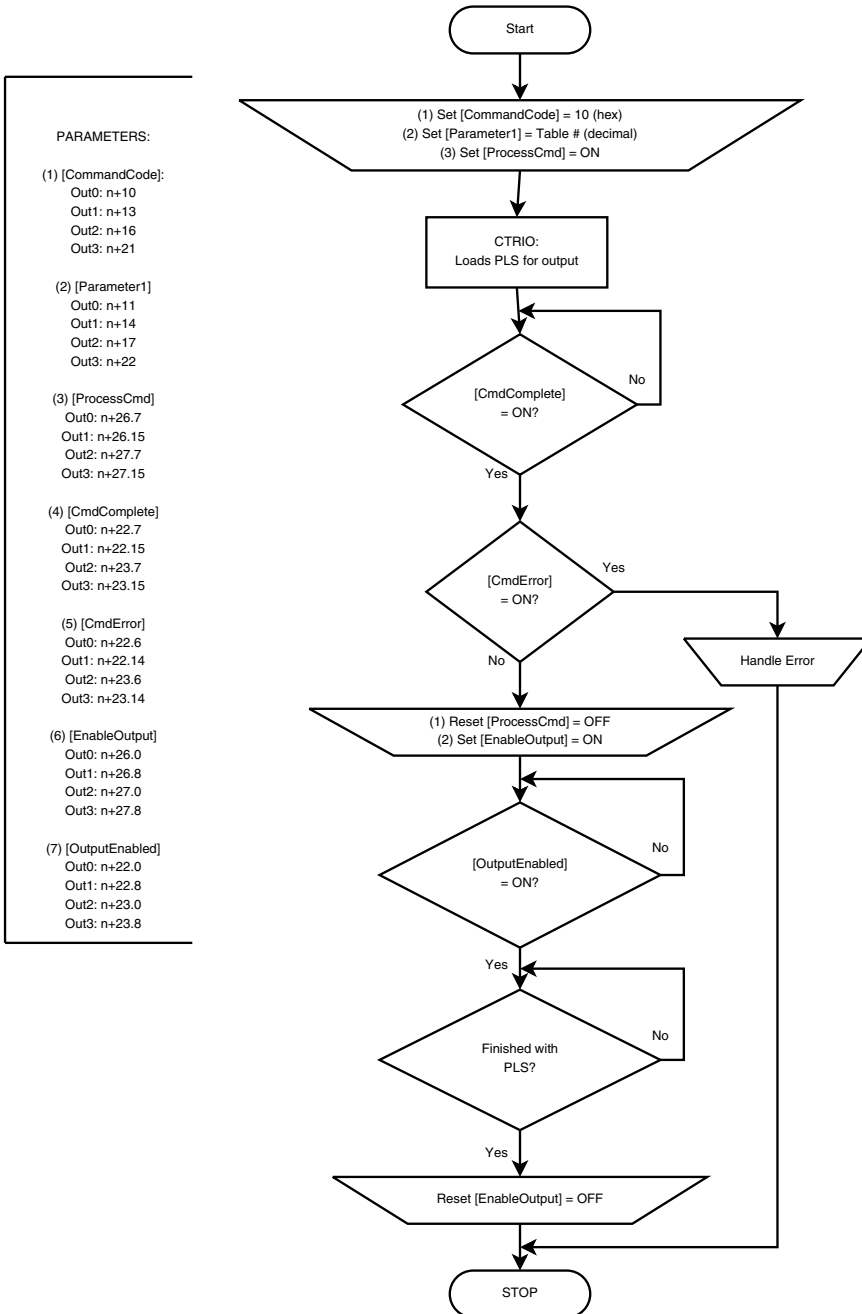 Start
(1) Set [CommandCode] = 10 (hex)
(2) Set [Parameter1] = Table # (decimal)
(3) Set [ProcessCmd] = ON
CTRIO:
Loads PLS for output
[CmdComplete]
= ON?
No
Yes
[CmdError]
= ON?
Yes
No
Handle Error
(1) Reset [ProcessCmd] = OFF
(2) Set [EnableOutput] = ON
[OutputEnabled]
= ON?
No
Yes
Finished with
PLS?
No
Yes
Reset [EnableOutput] = OFF
STOP
PARAMETERS:
(1) [CommandCode]:
Out0: n+10
Out1: n+13
Out2: n+16
Out3: n+21
(2) [Parameter1]
Out0: n+11
Out1: n+14
Out2: n+17
Out3: n+22
(3) [ProcessCmd]
Out0: n+26.7
Out1: n+26.15
Out2: n+27.7
Out3: n+27.15
(4) [CmdComplete]
Out0: n+22.7
Out1: n+22.15
Out2: n+23.7
Out3: n+23.15
(5) [CmdError]
Out0: n+22.6
Out1: n+22.14
Out2: n+23.6
Out3: n+23.14
(6) [EnableOutput]
Out0: n+26.0
Out1: n+26.8
Out2: n+27.0
Out3: n+27.8
(7) [OutputEnabled]
Out0: n+22.0
Out1: n+22.8
Out2: n+23.0
Out3: n+23.8